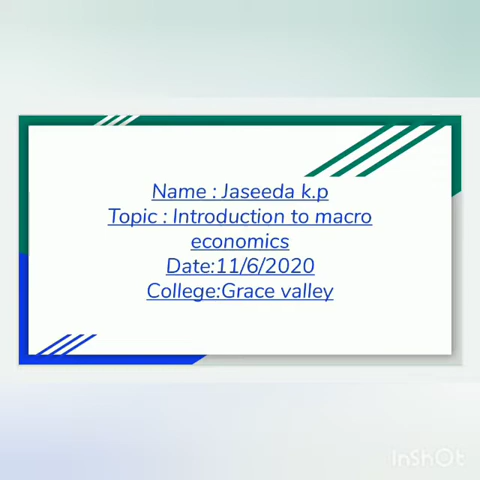 Name : Jaseeda k.p
Topic : Introduction to macro
economics
Date:11/6/2020
College:Grace valley
InShOt